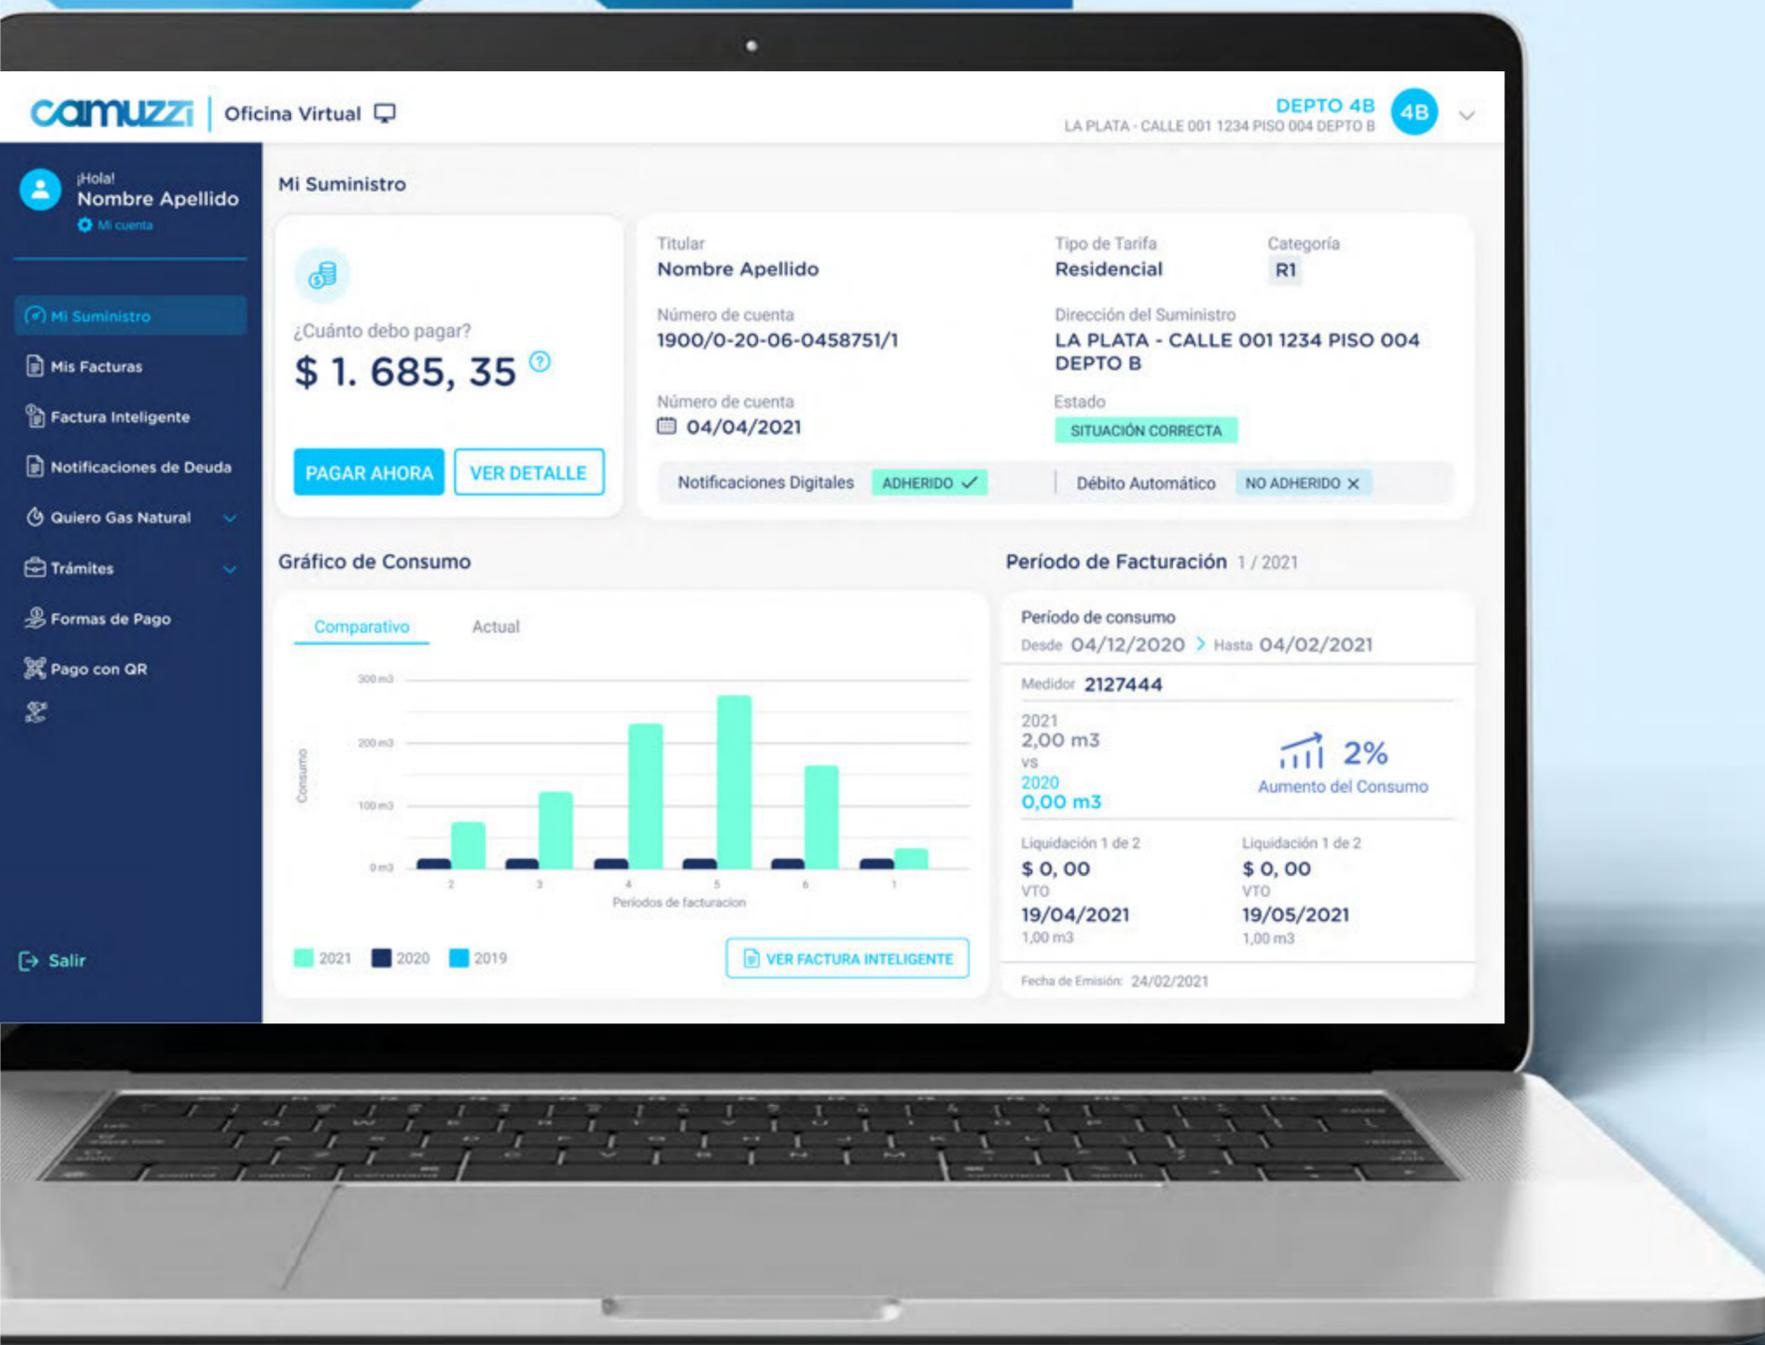 camuzzi | Oficina Virtual
DEPTO 4B
LA PLATA - CALLE 001 1234 PISO 004 DEPTO B
4B
¡Hola!
Nombre Apellido
Mi cuenta
Mi Suministro
Mis Facturas
Factura Inteligente
Notificaciones de Deuda
Quiero Gas Natural
Trámites
Formas de Pago
Pago con QR
Salir
Mi Suministro
¿Cuánto debo pagar?
$ 1. 685, 35 ?
PAGAR AHORA
VER DETALLE
Titular
Nombre Apellido
Número de cuenta
1900/0-20-06-0458751/1
Número de cuenta
04/04/2021
Tipo de Tarifa
Residencial
Categoría
R1
Dirección del Suministro
LA PLATA - CALLE 001 1234 PISO 004
DEPTO B
Estado
SITUACIÓN CORRECTA
Notificaciones Digitales ADHERIDO ✓
Débito Automático NO ADHERIDO ✕
Gráfico de Consumo
Comparativo
Actual
300 m3
200 m3
100 m3
0 m3
Consumo
2 3 4 5 6 1
Períodos de facturacion
2021 2020 2019
VER FACTURA INTELIGENTE
Período de Facturación 1 / 2021
Período de consumo
Desde 04/12/2020 > Hasta 04/02/2021
Medidor 2127444
2021
2,00 m3
vs
2020
0,00 m3
2%
Aumento del Consumo
Liquidación 1 de 2
$ 0, 00
VTO
19/04/2021
1,00 m3
Liquidación 1 de 2
$ 0, 00
VTO
19/05/2021
1,00 m3
Fecha de Emisión: 24/02/2021